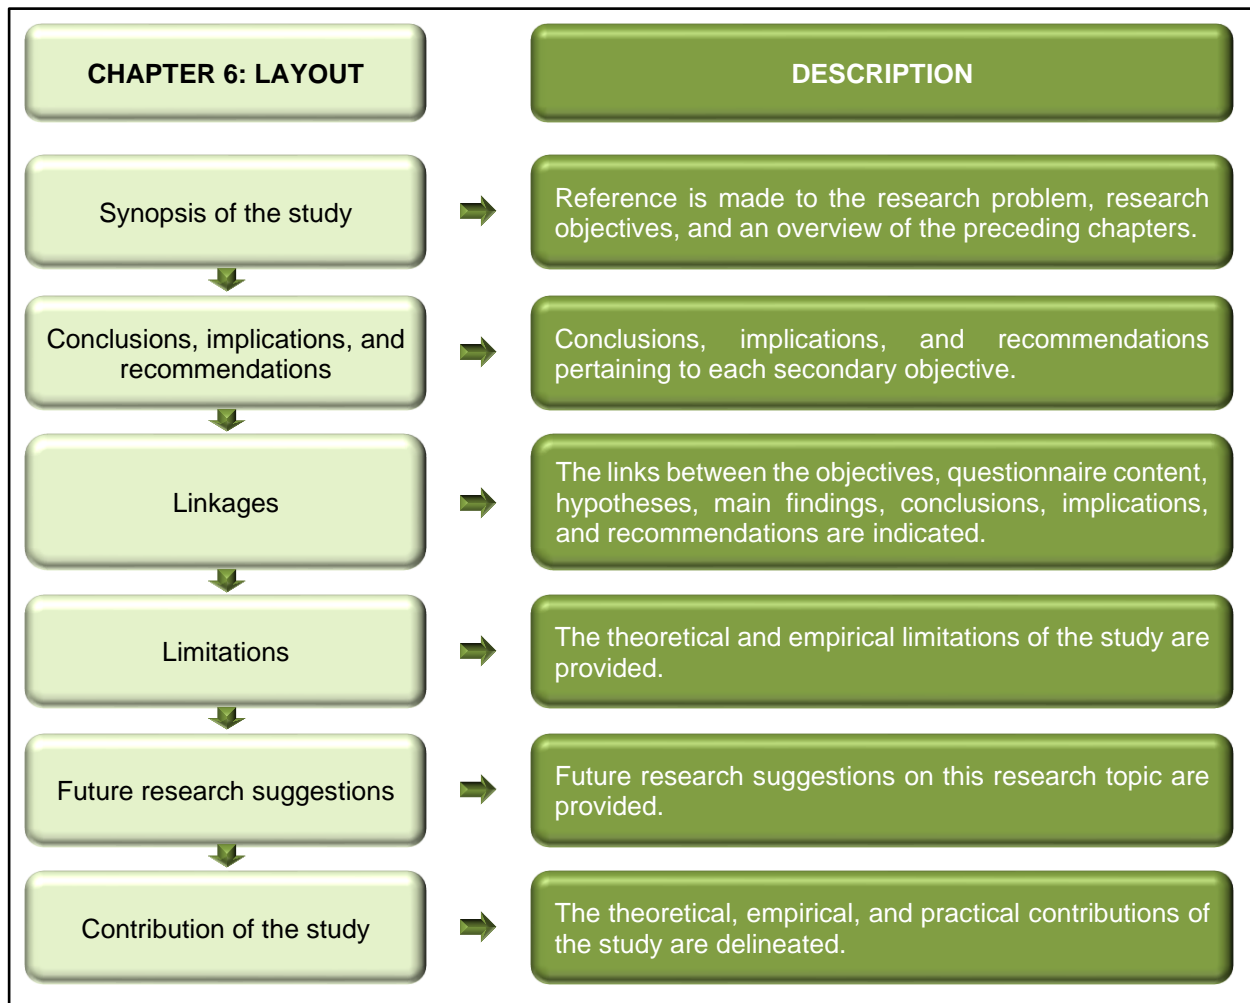 CHAPTER 6: LAYOUT
DESCRIPTION
Synopsis of the study
Reference is made to the research problem, research
objectives, and an overview of the preceding chapters.
Conclusions, implications, and
recommendations
Conclusions, implications, and recommendations
pertaining to each secondary objective.
Linkages
The links between the objectives, questionnaire content,
hypotheses, main findings, conclusions, implications,
and recommendations are indicated.
Limitations
The theoretical and empirical limitations of the study are
provided.
Future research suggestions
Future research suggestions on this research topic are
provided.
Contribution of the study
The theoretical, empirical, and practical contributions of
the study are delineated.